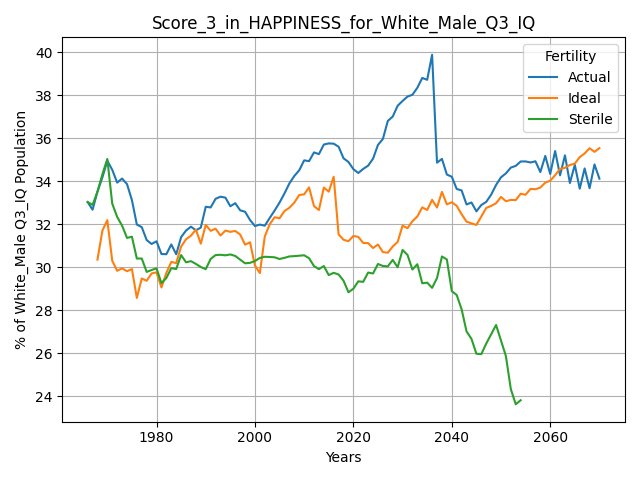 Score_3_in_HAPPINESS_for_White_Male_Q3_IQ
Fertility
Actual
Ideal
Sterile
% of White_Male Q3_IQ Population
40
38
36
34
32
30
28
26
24
1980
2000
2020
2040
2060
Years